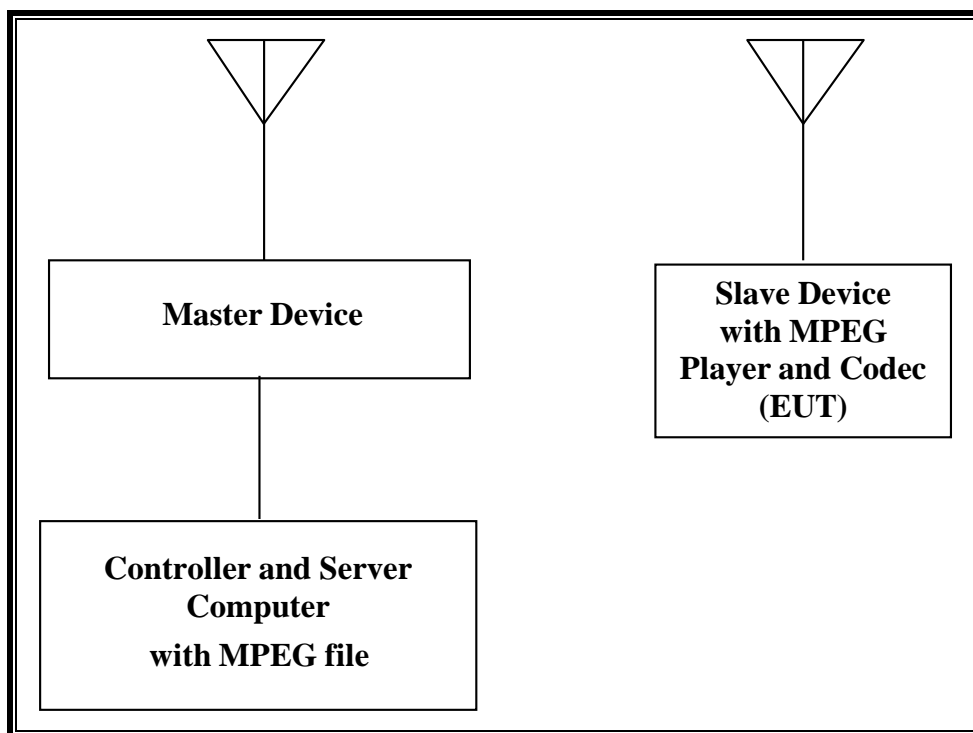 Master Device
Slave Device
with MPEG
Player and Codec
(EUT)
Controller and Server
Computer
with MPEG file